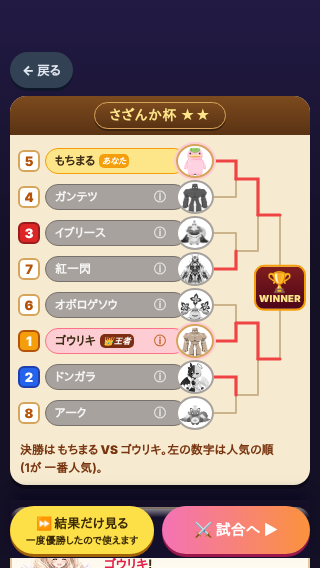 ← 戻る
さざんか杯 ★★
5 もちまる あなた
4 ガンテツ ⓘ
3 イブリース ⓘ
7 紅一閃 ⓘ
WINNER
6 オボロゲソウ ⓘ
1 ゴウリキ 👑王者 ⓘ
2 ドンガラ ⓘ
8 アーク ⓘ
決勝は もちまる VS ゴウリキ。左の数字は人気の順
(1が 一番人気)。
⏩ 結果だけ見る
一度優勝したので使えます
⚔️ 試合へ ▶
ゴウリキ!